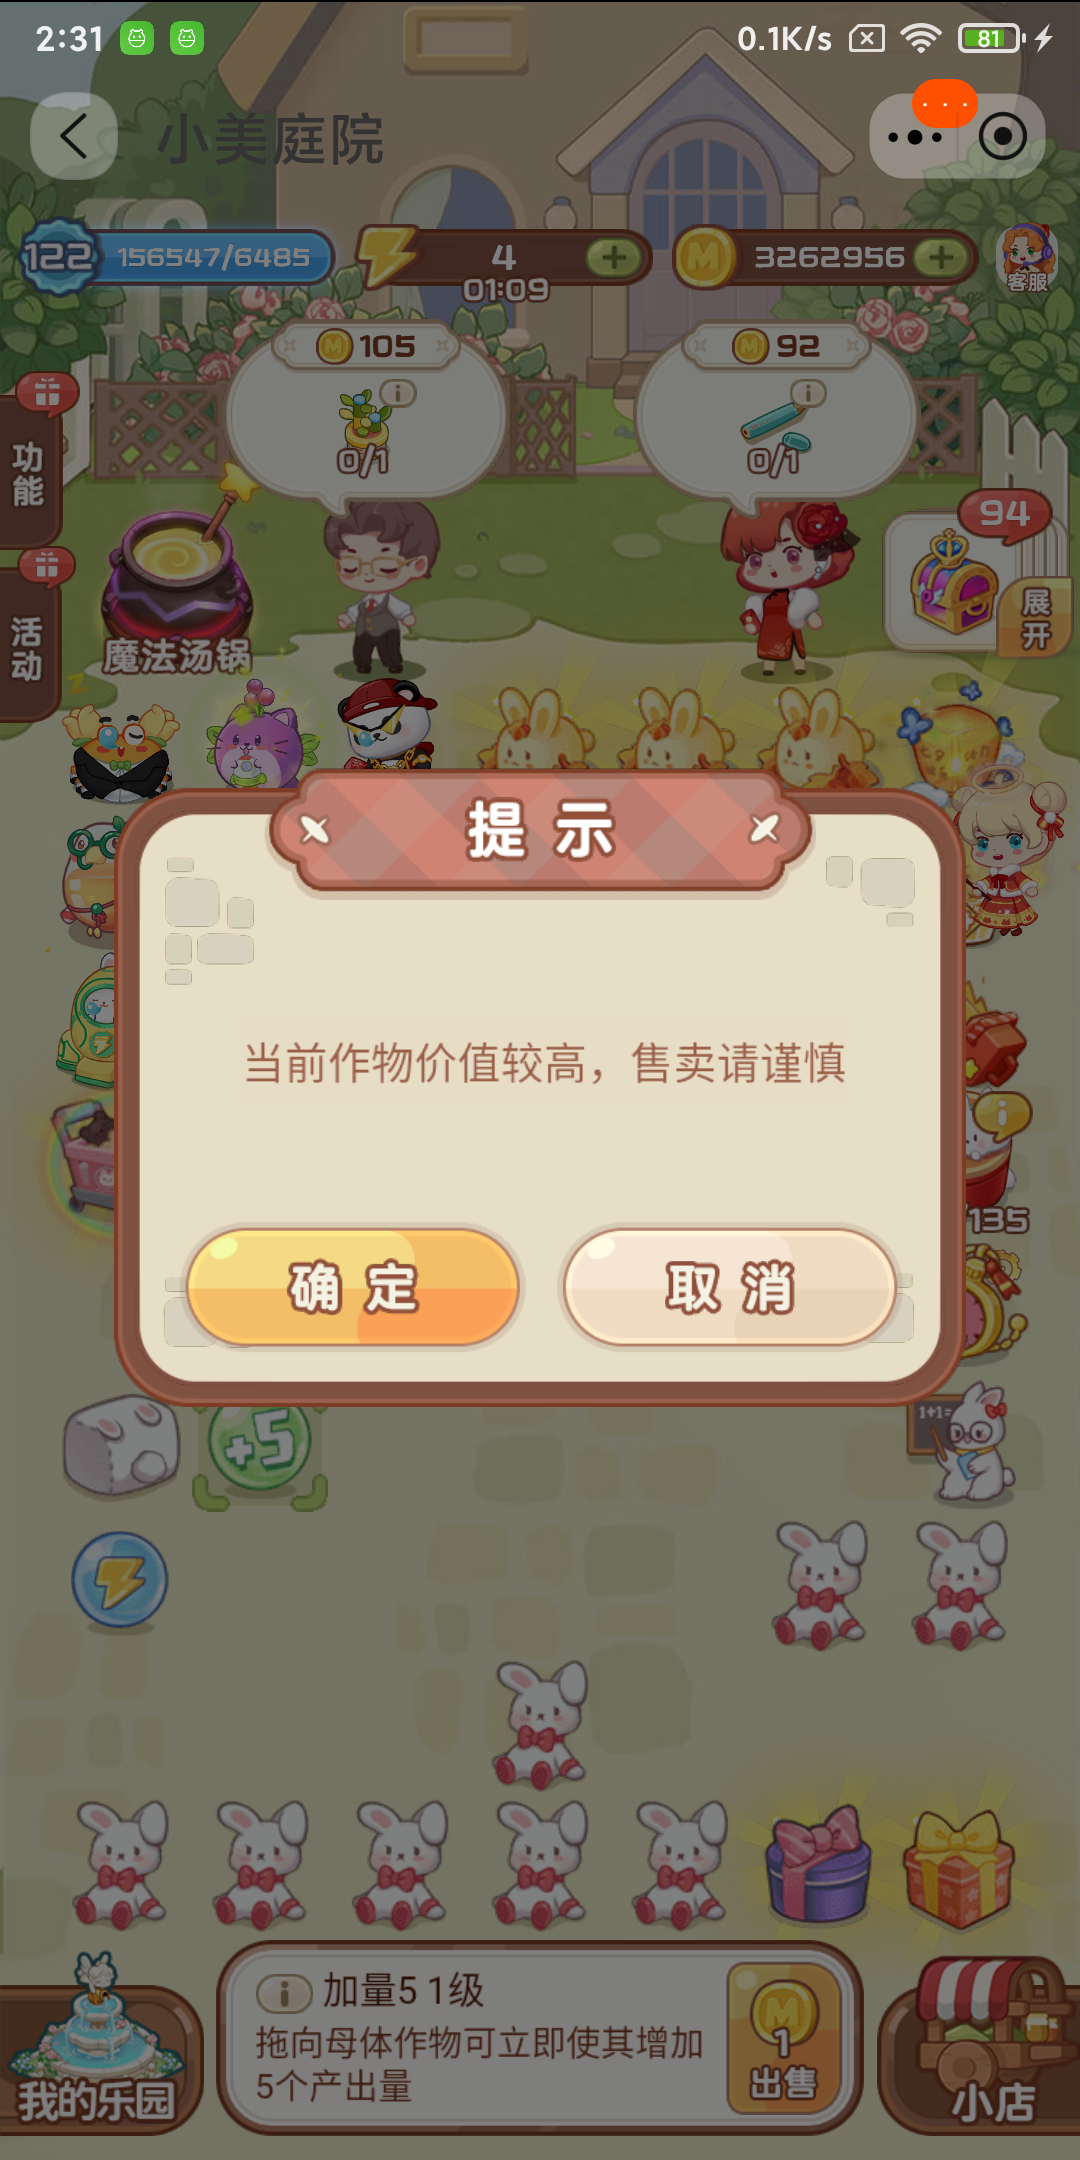 2:31
0.1K/s
81
小美庭院
122
156547/6485
4
01:09
3262956
客服
105
92
0/1
0/1
功能
活动
魔法汤锅
94
展开
提示
当前作物价值较高，售卖请谨慎
确定
取消
135
+5
1+1=
加量5 1级
拖向母体作物可立即使其增加
5个产出量
1
出售
我的乐园
小店